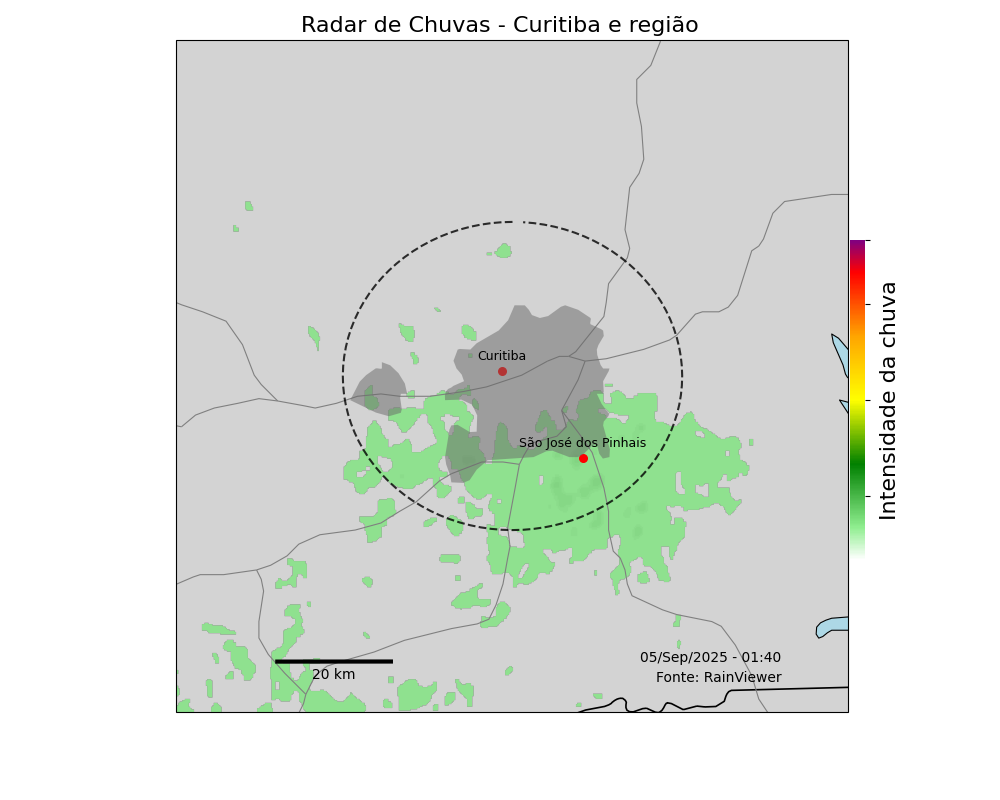 Radar de Chuvas - Curitiba e região
Curitiba
São José dos Pinhais
Intensidade da chuva
05/Sep/2025 - 01:40
20 km
Fonte: RainViewer